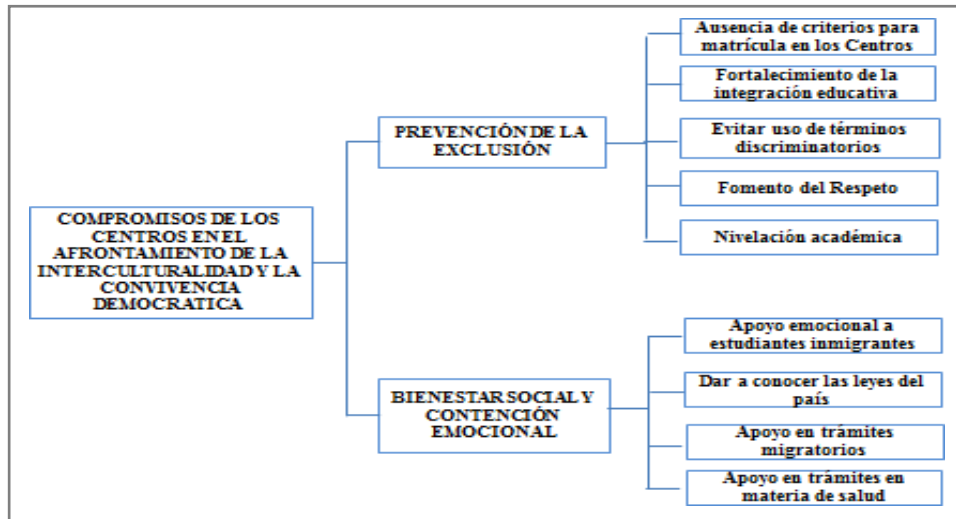 COMPROMISOS DE LOS
CENTROS EN EL
AFRONTAMIENTO DE LA
INTERCULTURALIDAD Y LA
CONVIVENCIA
DEMOCRATICA
PREVENCIÓN DE LA
EXCLUSIÓN
Ausencia de criterios para
matrícula en los Centros
Fortalecimiento de la
integración educativa
Evitar uso de términos
discriminatorios
Fomento del Respeto
Nivelación académica
BIENESTAR SOCIAL Y
CONTENCIÓN
EMOCIONAL
Apoyo emocional a
estudiantes inmigrantes
Dar a conocer las leyes del
país
Apoyo en trámites
migratorios
Apoyo en trámites en
materia de salud